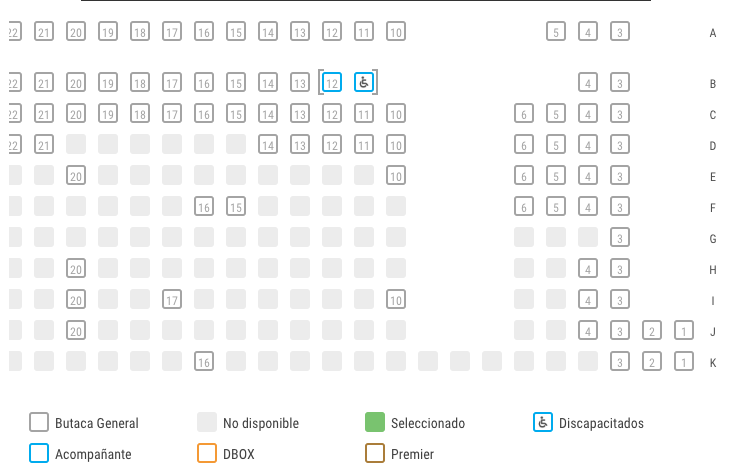 22 21 20 19 18 17 16 15 14 13 12 11 10 5 4 3 A
22 21 20 19 18 17 16 15 14 13 12 4 3 B
22 21 20 19 18 17 16 15 14 13 12 11 10 6 5 4 3 C
22 21 14 13 12 11 10 6 5 4 3 D
20 10 6 5 4 3 E
16 15 6 5 4 3 F
3 G
20 4 3 H
20 17 10 4 3 I
20 4 3 2 1 J
16 3 2 1 K
Butaca General No disponible Seleccionado Discapacitados
Acompañante DBOX Premier